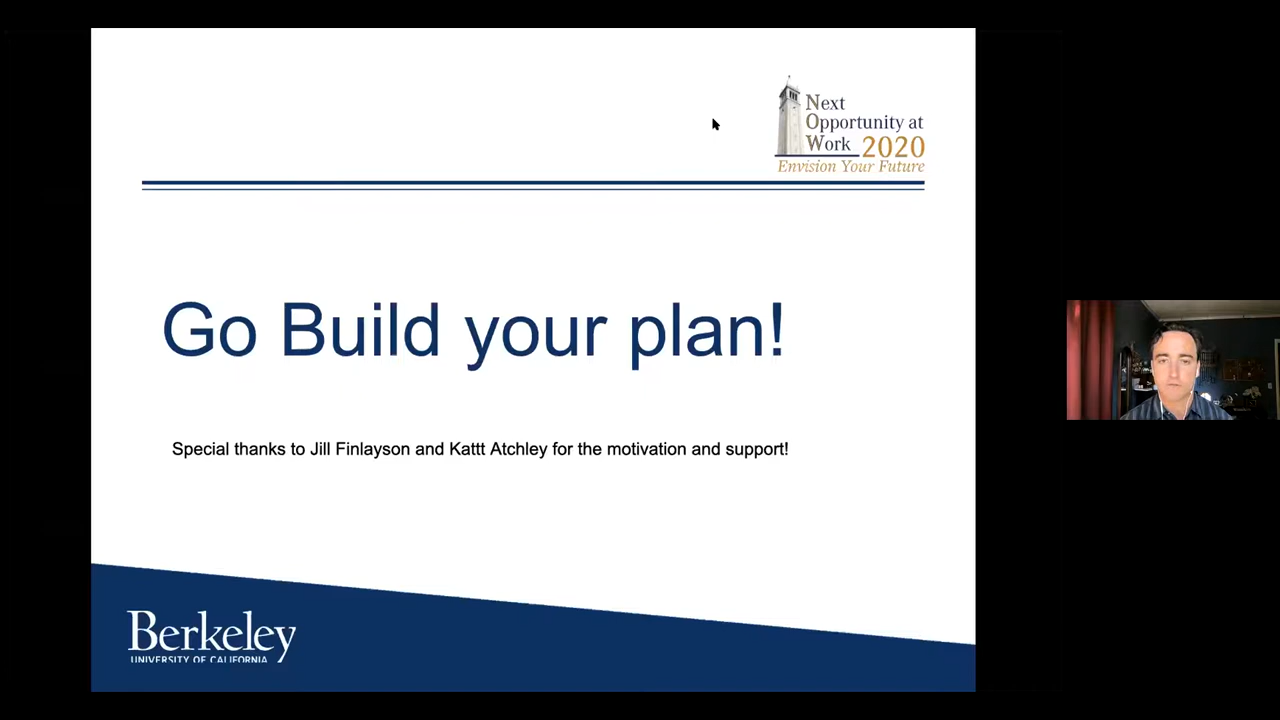 Next
Opportunity at
Work 2020
Envision Your Future
Go Build your plan!
Special thanks to Jill Finlayson and Kattt Atchley for the motivation and support!
Berkeley
UNIVERSITY OF CALIFORNIA